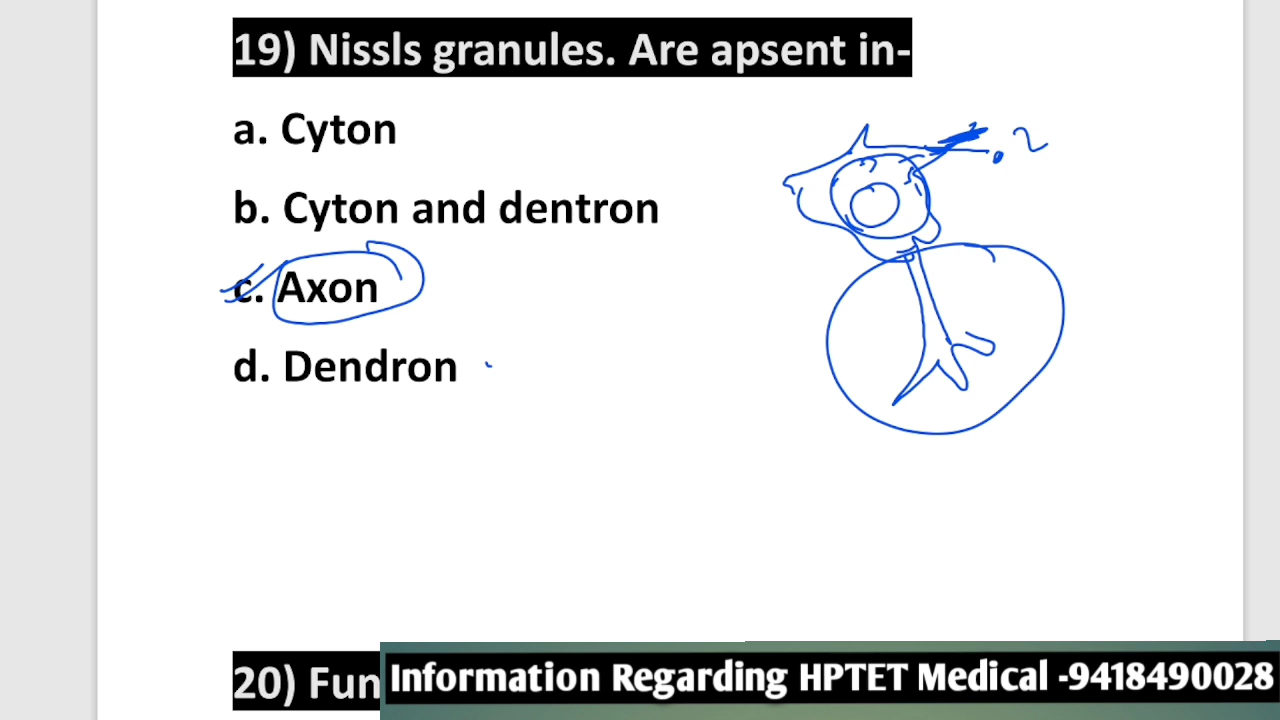 19) Nissls granules. Are apsent in-
a. Cyton
b. Cyton and dentron
c. Axon
d. Dendron
.2
20) Fun
Information Regarding HPTET Medical -9418490028